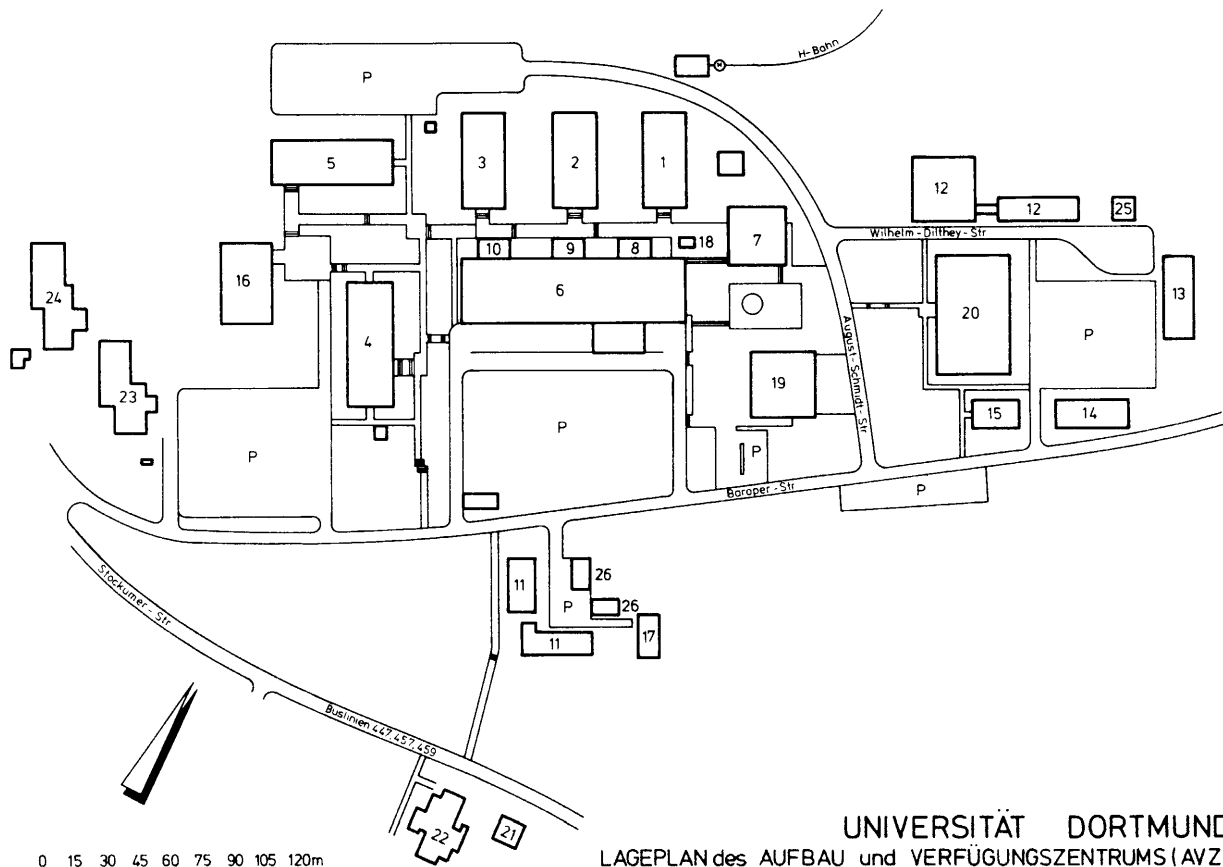 H-Bahn
P
5
3
2
1
12
12
25
Wilhelm-Dilthey-Str
7
18
10
9
8
6
16
24
4
20
13
August-Schmidt-Str
P
23
19
15
14
P
P
P
Baroper-Str
P
11
26
26
P
17
11
Stockumer-Str
Buslinien 447.457.459
22
21
0 15 30 45 60 75 90 105 120m
UNIVERSITÄT DORTMUND
LAGEPLAN des AUFBAU und VERFÜGUNGSZENTRUMS (AVZ